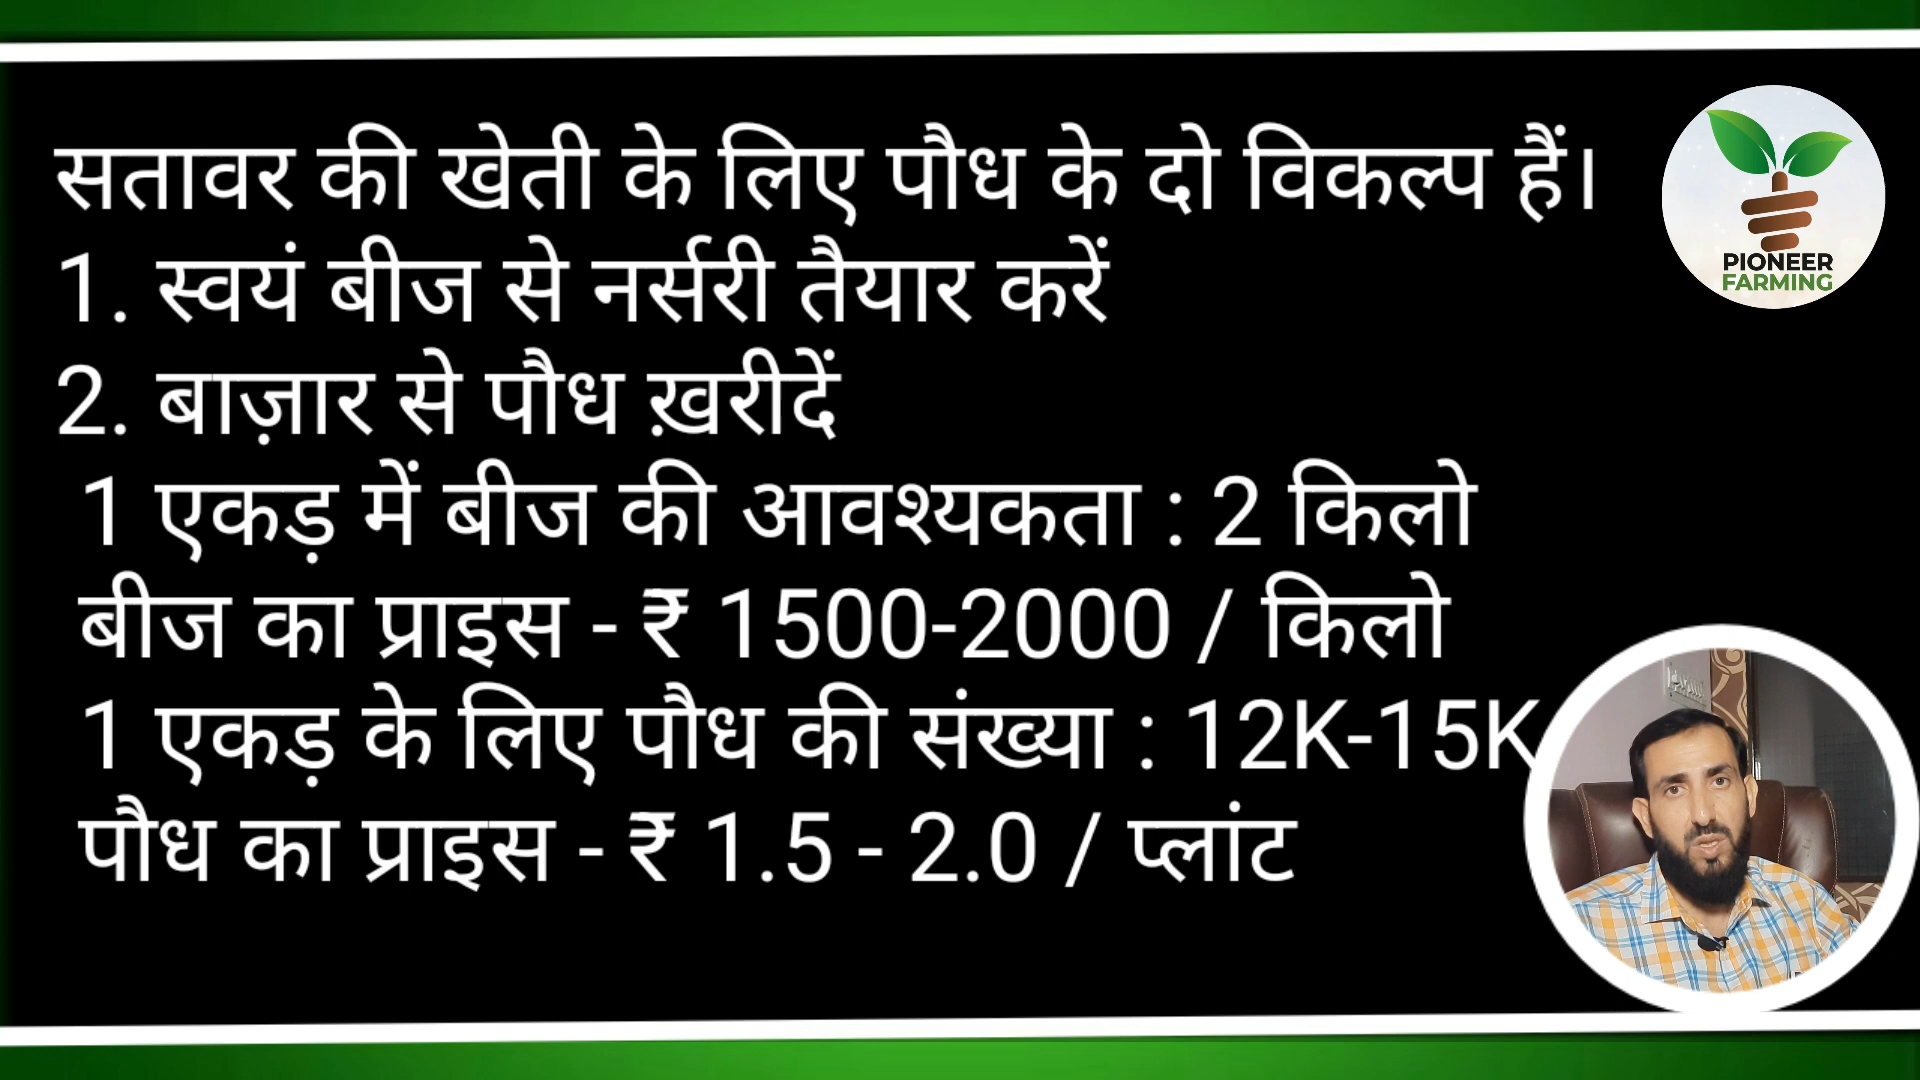 सतावर की खेती के लिए पौध के दो विकल्प हैं।
1. स्वयं बीज से नर्सरी तैयार करें
2. बाज़ार से पौध ख़रीदें
1 एकड़ में बीज की आवश्यकता : 2 किलो
बीज का प्राइस - ₹ 1500-2000 / किलो
1 एकड़ के लिए पौध की संख्या : 12K-15K
पौध का प्राइस - ₹ 1.5 - 2.0 / प्लांट
PIONEER
FARMING